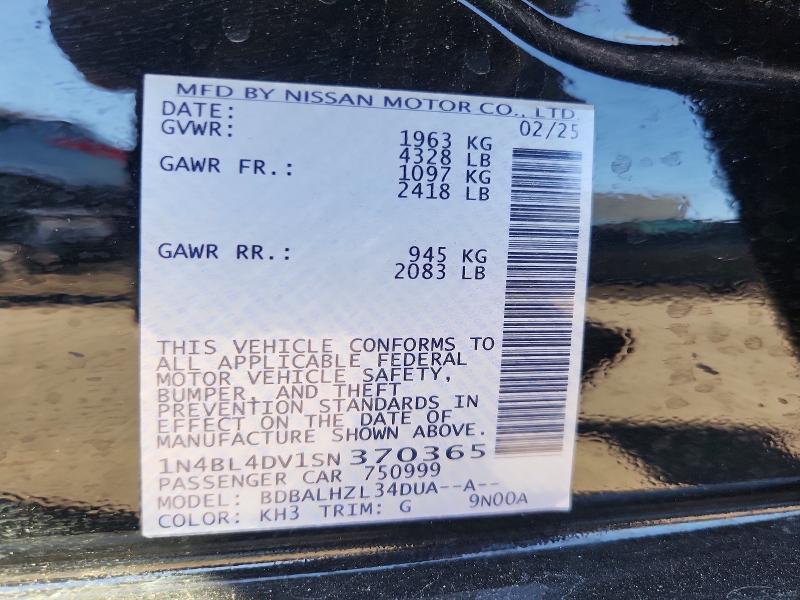 MFD BY NISSAN MOTOR CO., LTD.
DATE: 02/25
GVWR: 1963 KG
4328 LB
GAWR FR.: 1097 KG
2418 LB
GAWR RR.: 945 KG
2083 LB
THIS VEHICLE CONFORMS TO
ALL APPLICABLE FEDERAL
MOTOR VEHICLE SAFETY,
BUMPER, AND THEFT
PREVENTION STANDARDS IN
EFFECT ON THE DATE OF
MANUFACTURE SHOWN ABOVE.
1N4BL4DV1SN370365
PASSENGER CAR 750999
MODEL: BDBALHZL34DUA--A--
COLOR: KH3 TRIM: G 9N00A